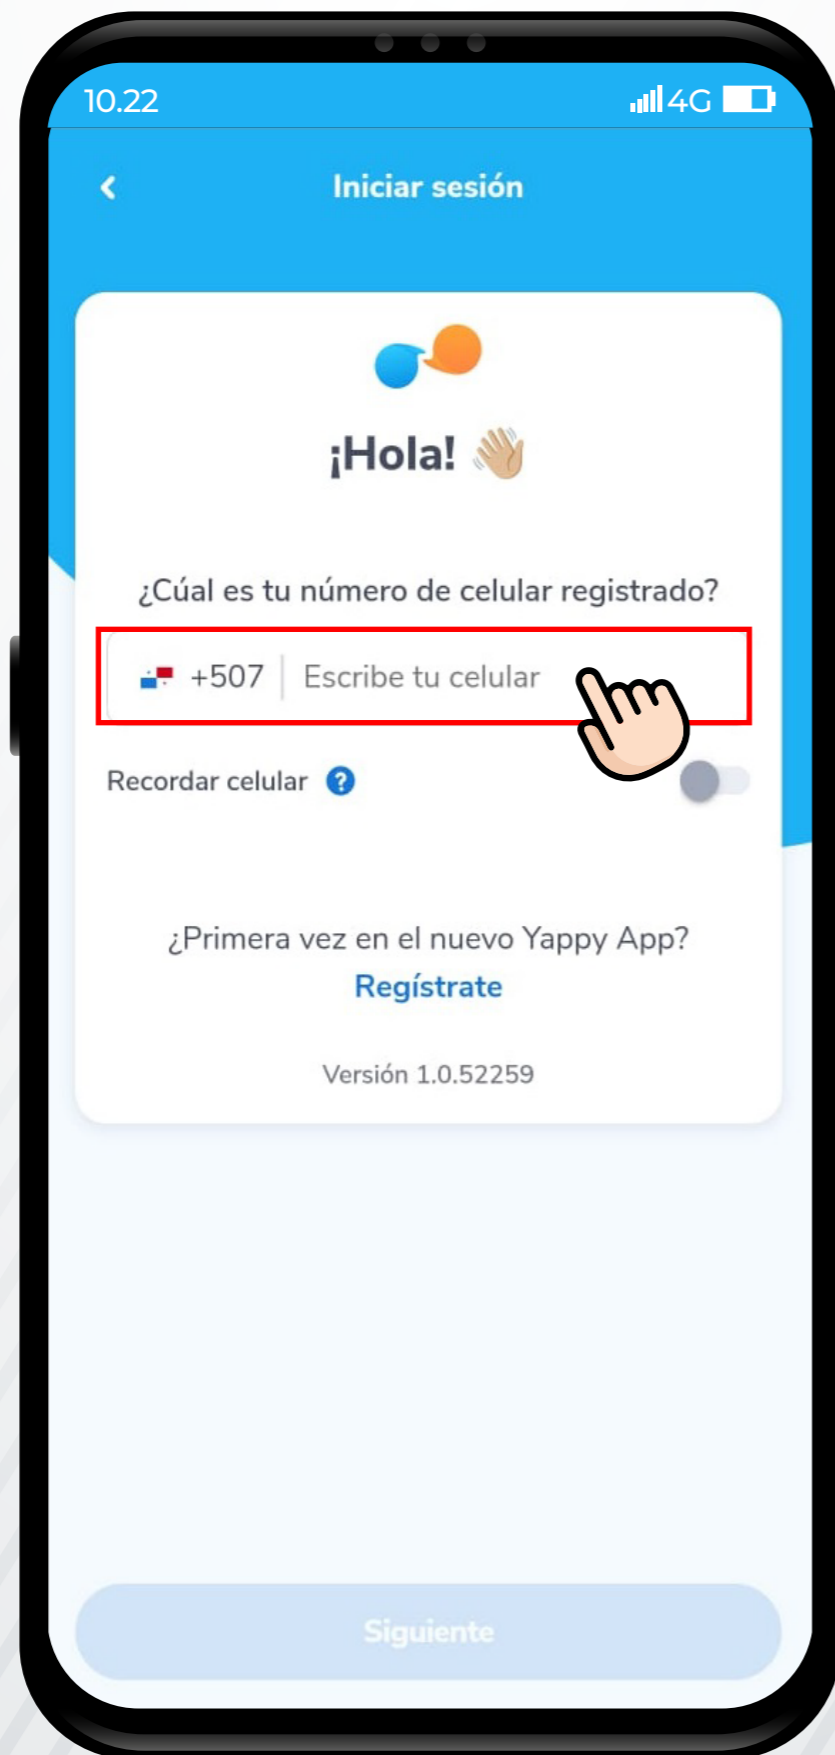 10.22
4G
Iniciar sesión
¡Hola!
¿Cúal es tu número de celular registrado?
+507 Escribe tu celular
Recordar celular ?
¿Primera vez en el nuevo Yappy App?
Regístrate
Versión 1.0.52259
Siguiente